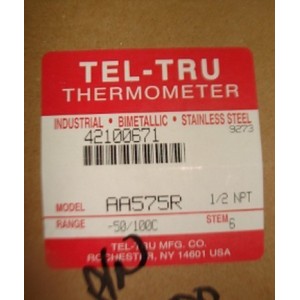 TEL-TRU
THERMOMETER
INDUSTRIAL • BIMETALLIC • STAINLESS STEEL
42100671 9273
MODEL AA575R 1/2 NPT
RANGE -50/100C STEM 6
TEL-TRU MFG. CO.
ROCHESTER, NY 14601 USA